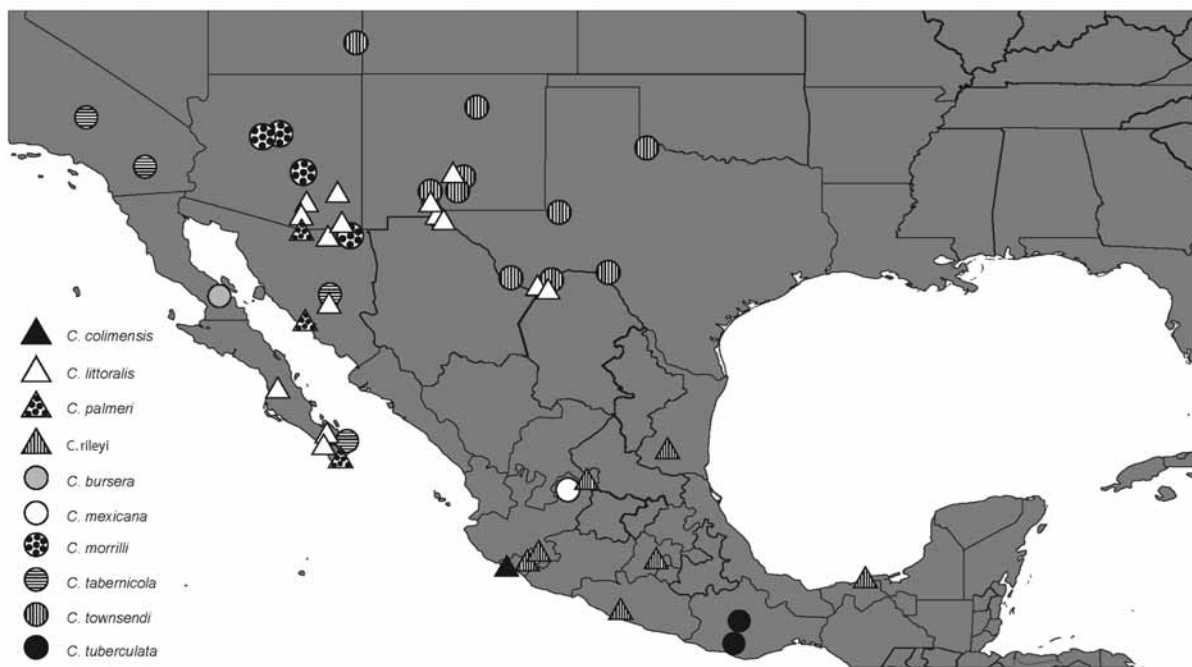 C. colimensis
C. littoralis
C. palmeri
C. rileyi
C. bursera
C. mexicana
C. morrilli
C. tabernicola
C. townsendi
C. tuberculata